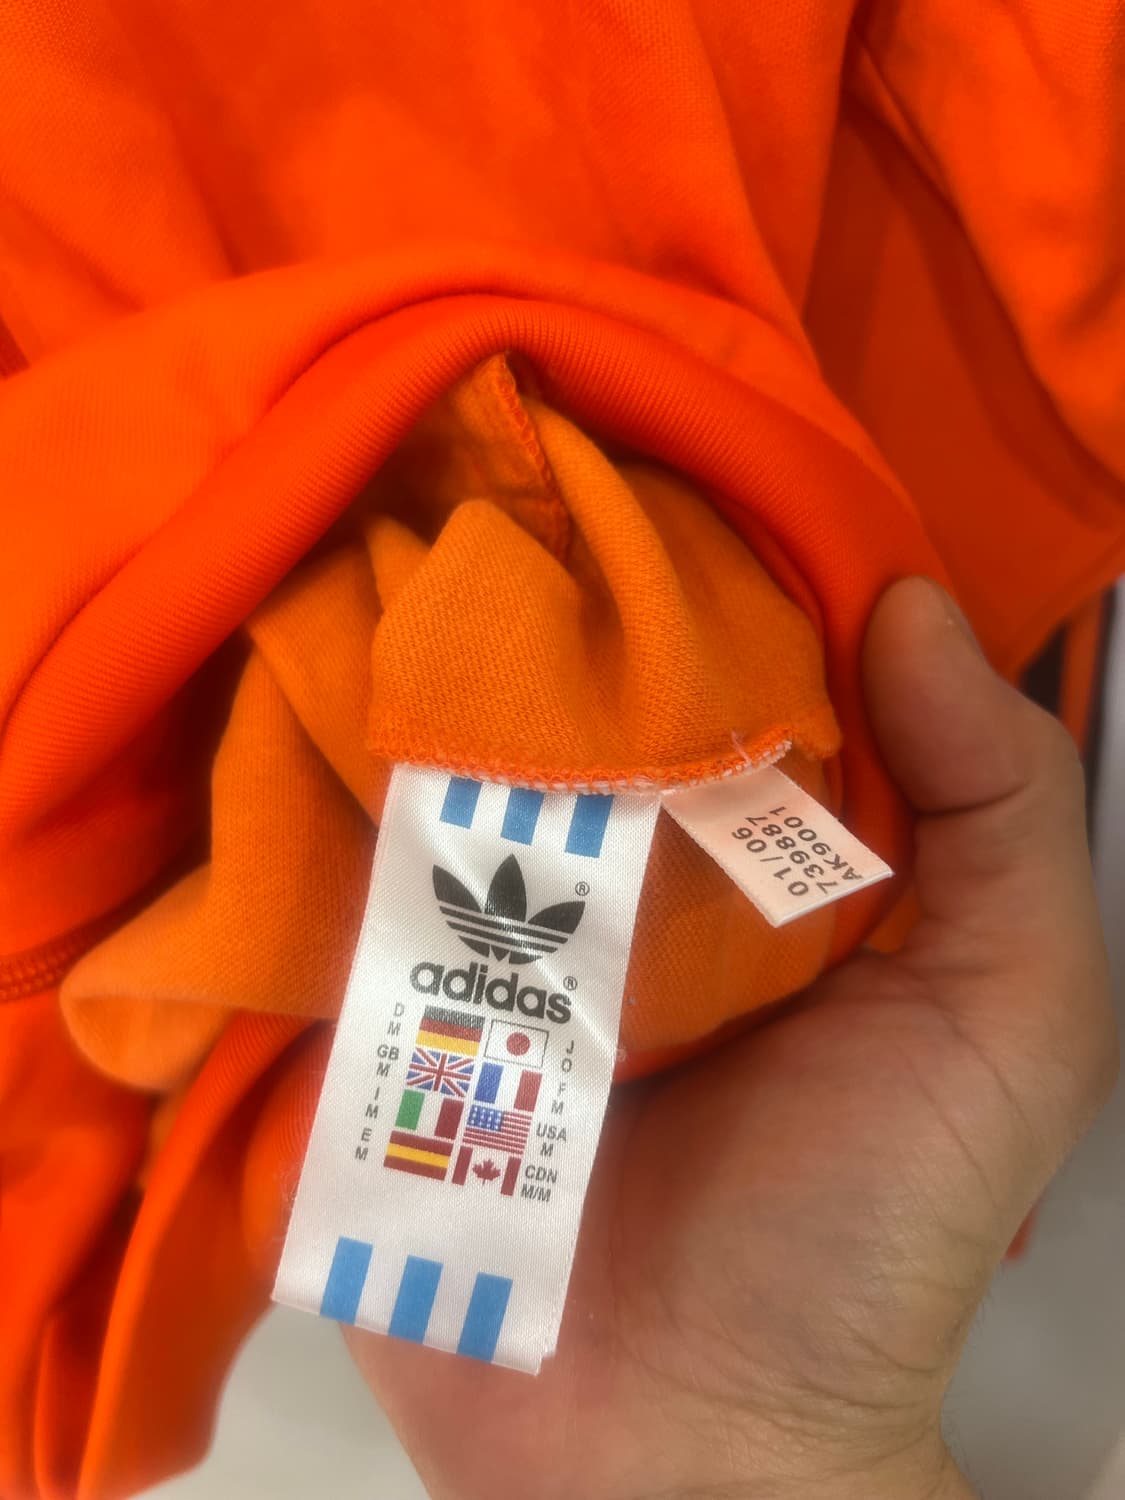 ®
adidas®
D
M
GB
M
I
M
E
M
J
O
F
M
USA
M
CDN
M/M
01/06
739887
AK9001